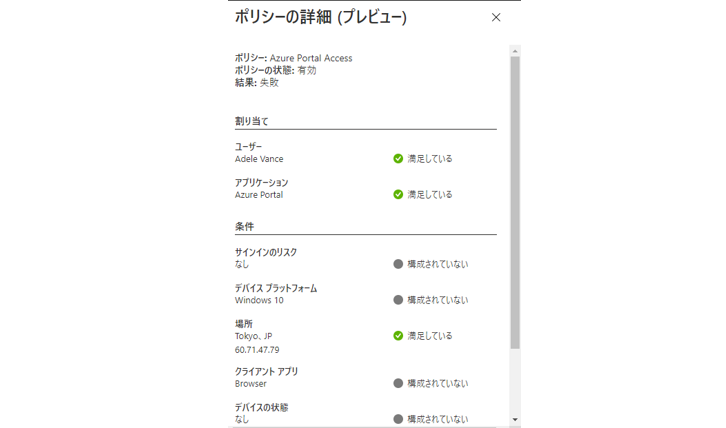 ポリシーの詳細 (プレビュー)
ポリシー: Azure Portal Access
ポリシーの状態: 有効
結果: 失敗
割り当て
ユーザー
Adele Vance 満足している
アプリケーション
Azure Portal 満足している
条件
サインインのリスク
なし 構成されていない
デバイス プラットフォーム
Windows 10 構成されていない
場所
Tokyo、JP 満足している
60.71.47.79
クライアント アプリ
Browser 構成されていない
デバイスの状態
なし 構成されていない